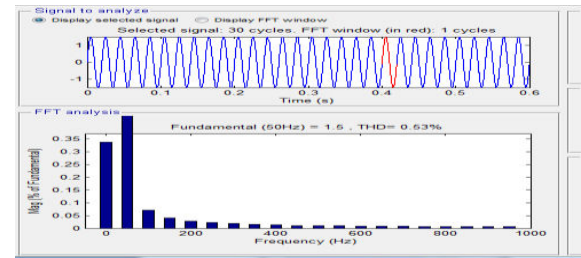 Signal to analyze
Display selected signal Display FFT window
Selected signal: 30 cycles. FFT window (in red): 1 cycles
1
0
-1
0 0.1 0.2 0.3 0.4 0.5 0.6
Time (s)
FFT analysis
Fundamental (50Hz) = 1.5 , THD= 0.53%
0.35
0.3
0.25
0.2
0.15
0.1
0.05
0
Mag (% of Fundamental)
0 200 400 600 800 1000
Frequency (Hz)